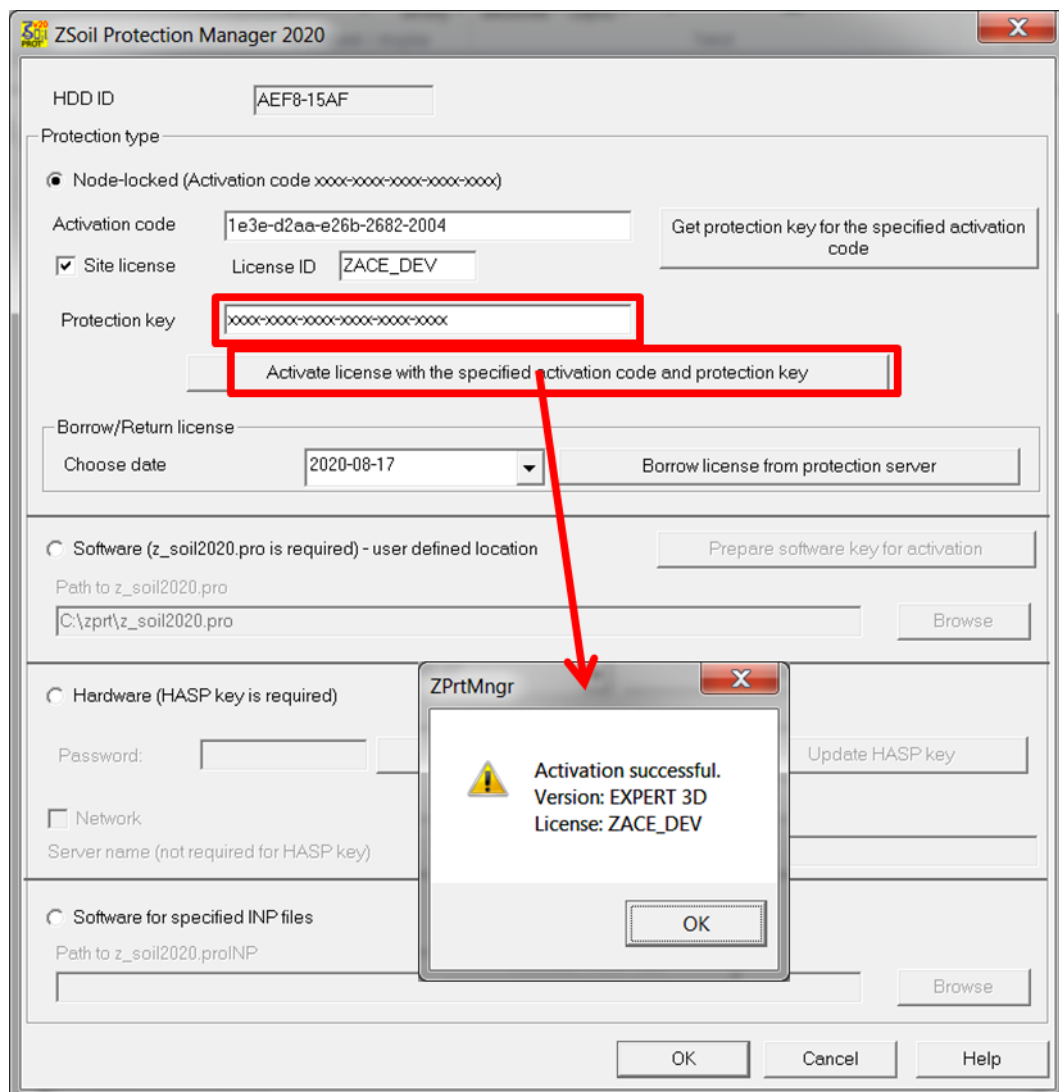 v20
PROT
ZSoil Protection Manager 2020
HDD ID
AEF8-15AF
Protection type
Node-locked (Activation code xxxx-xxxx-xxxx-xxxx-xxxx)
Activation code
1e3e-d2aa-e26b-2682-2004
Get protection key for the specified activation
code
Site license
License ID
ZACE_DEV
Protection key
xxxx-xxxx-xxxx-xxxx-xxxx-xxxx
Activate license with the specified activation code and protection key
Borrow/Return license
Choose date
2020-08-17
Borrow license from protection server
Software (z_soil2020.pro is required) - user defined location
Prepare software key for activation
Path to z_soil2020.pro
C:\zprt\z_soil2020.pro
Browse
Hardware (HASP key is required)
Password:
Update HASP key
Network
Server name (not required for HASP key)
ZPrtMngr
Activation successful.
Version: EXPERT 3D
License: ZACE_DEV
OK
Software for specified INP files
Path to z_soil2020.proINP
Browse
OK
Cancel
Help